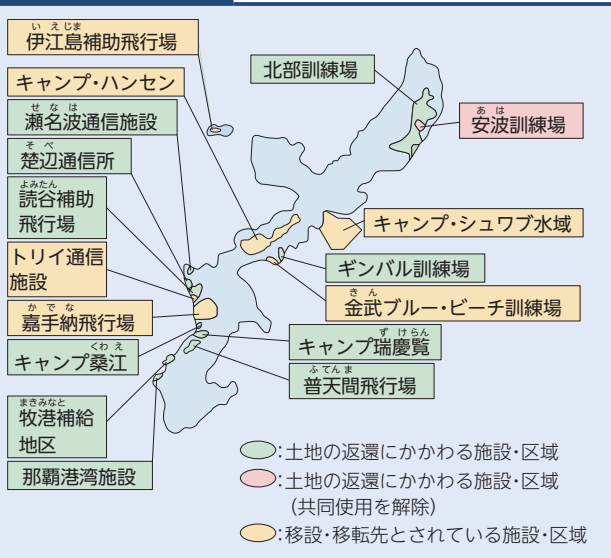 い え じま
伊江島補助飛行場
キャンプ・ハンセン
せ な は
瀬名波通信施設
そ べ
楚辺通信所
よみたん
読谷補助
飛行場
トリイ通信
施設
か で な
嘉手納飛行場
くわ え
キャンプ桑江
まきみなと
牧港補給
地区
那覇港湾施設
北部訓練場
あ は
安波訓練場
キャンプ・シュワブ水域
ギンバル訓練場
き ん
金武ブルー・ビーチ訓練場
ず けらん
キャンプ瑞慶覧
ふ てん ま
普天間飛行場
:土地の返還にかかわる施設・区域
:土地の返還にかかわる施設・区域
(共同使用を解除)
:移設・移転先とされている施設・区域